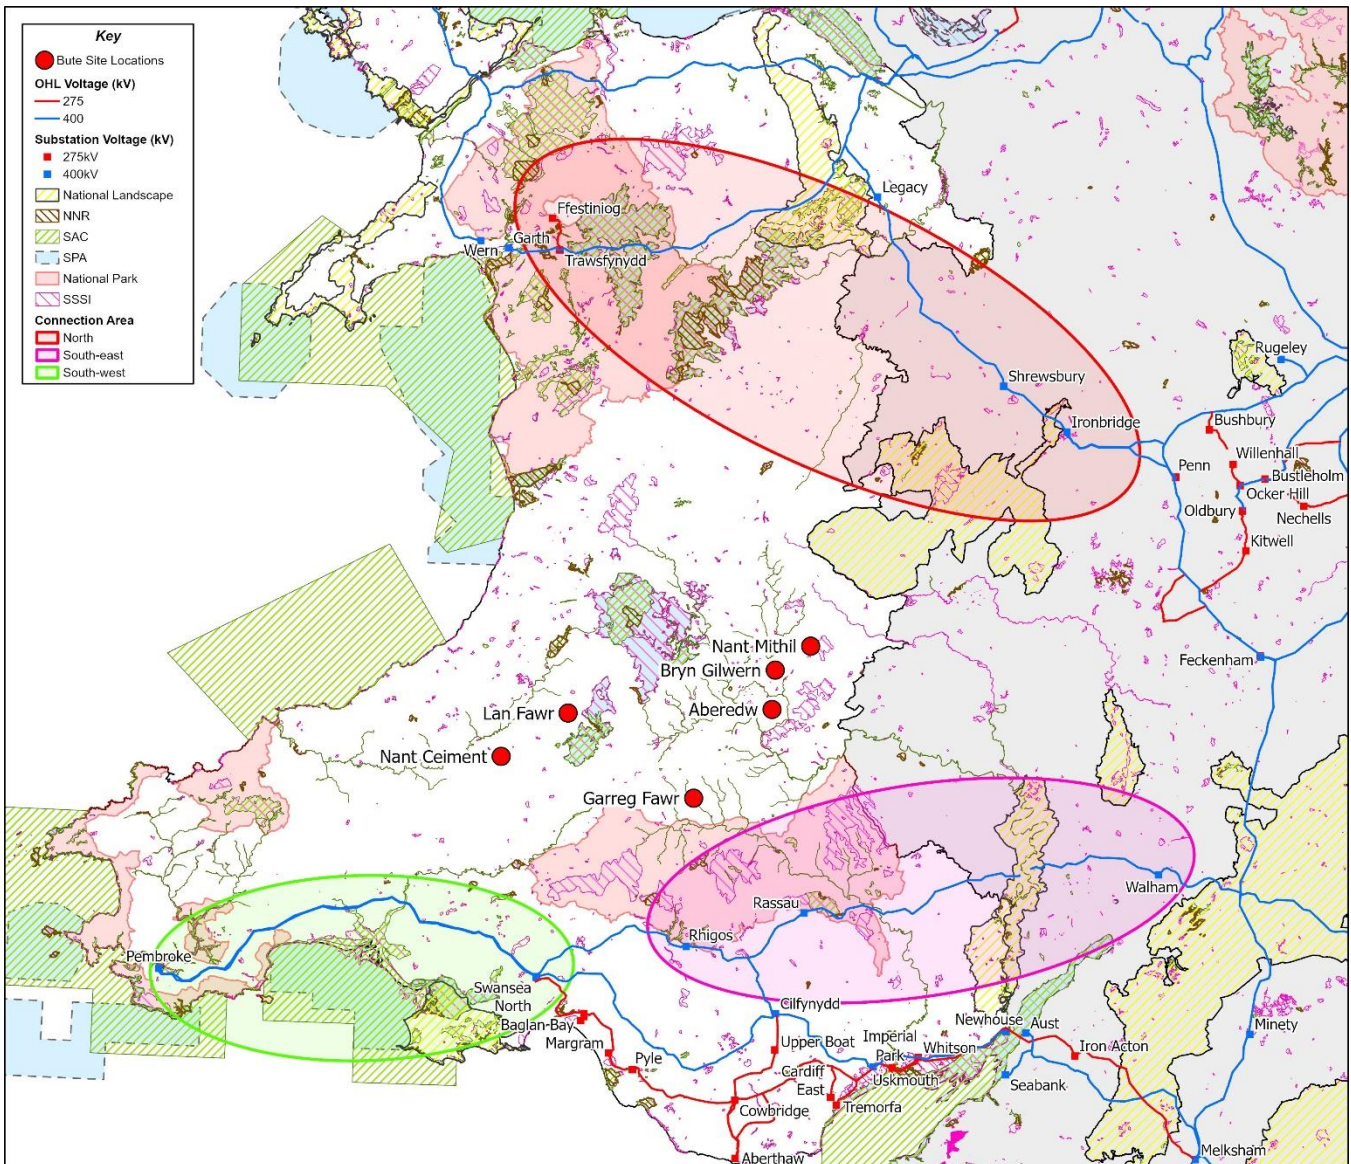 Key
Bute Site Locations
OHL Voltage (kV)
275
400
Substation Voltage (kV)
275kV
400kV
National Landscape
NNR
SAC
SPA
National Park
SSSI
Connection Area
North
South-east
South-west
Legacy
Ffestiniog
Garth
Wern
Trawsfynydd
Rugeley
Shrewsbury
Ironbridge
Bushbury
Willenhall
Penn
Bustleholm
Ocker Hill
Oldbury
Nechells
Kitwell
Nant Mithil
Feckenham
Bryn Gilwern
Aberedw
Lan Fawr
Nant Ceiment
Garreg Fawr
Walham
Rassau
Rhigos
Pembroke
Swansea
North
Cilfynydd
Baglan-Bay
Margram
Newhouse
Aust
Minety
Imperial
Park
Whitson
Upper Boat
Iron Acton
Pyle
Cardiff
East
Uskmouth
Seabank
Tremorfa
Cowbridge
Aberthaw
Melksham